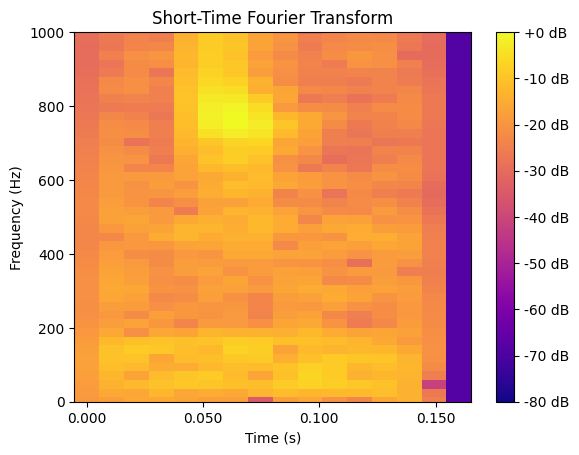 Short-Time Fourier Transform
1000
800
600
400
200
0
Frequency (Hz)
0.000
0.050
0.100
0.150
Time (s)
+0 dB
-10 dB
-20 dB
-30 dB
-40 dB
-50 dB
-60 dB
-70 dB
-80 dB